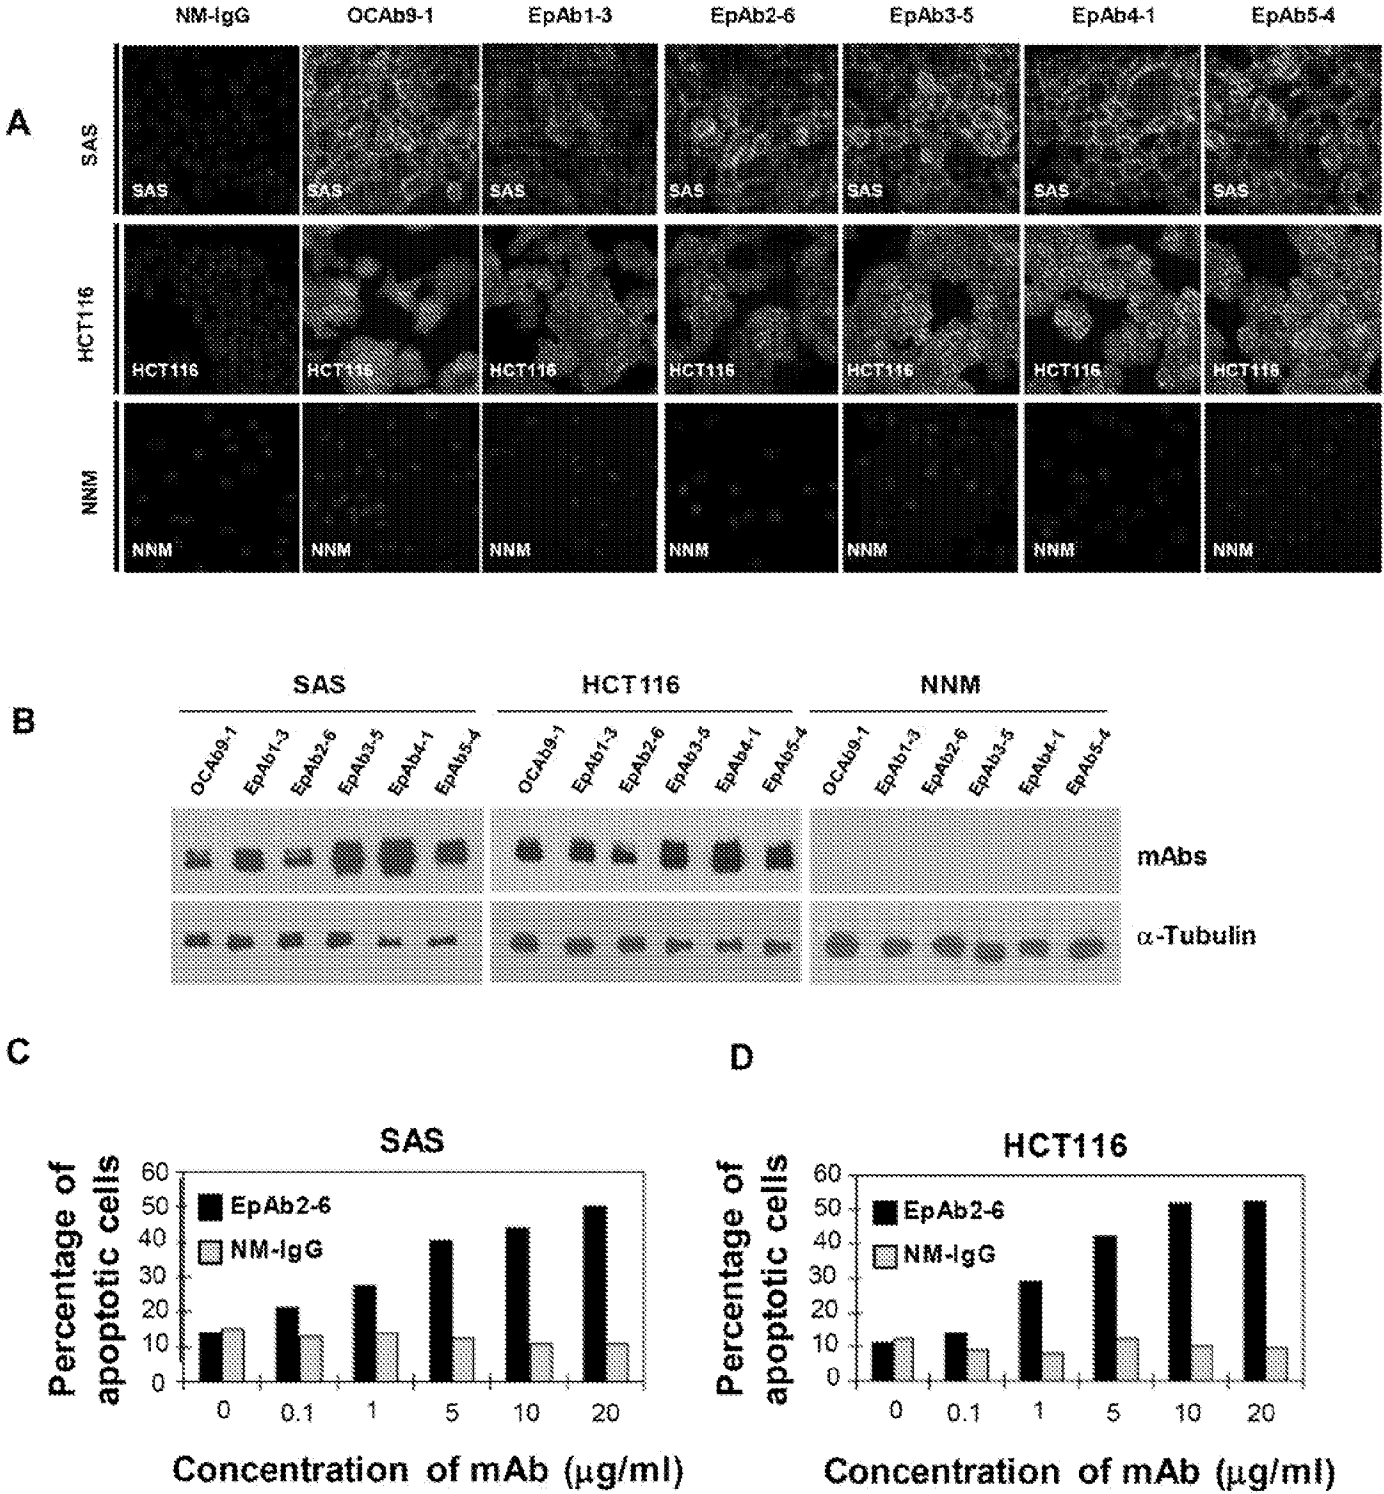 NM-IgG OCAb9-1 EpAb1-3 EpAb2-6 EpAb3-5 EpAb4-1 EpAb5-4
A
SAS
SAS SAS SAS SAS SAS SAS SAS
HCT116
HCT116 HCT116 HCT116 HCT116 HCT116 HCT116 HCT116
NNM
NNM NNM NNM NNM NNM NNM NNM
B
SAS HCT116 NNM
OCAb9-1 EpAb1-3 EpAb2-6 EpAb3-5 EpAb4-1 EpAb5-4 OCAb9-1 EpAb1-3 EpAb2-6 EpAb3-5 EpAb4-1 EpAb5-4 OCAb9-1 EpAb1-3 EpAb2-6 EpAb3-5 EpAb4-1 EpAb5-4
mAbs
α-Tubulin
C
SAS
Percentage of
apoptotic cells
60
50
40
30
20
10
0
EpAb2-6
NM-IgG
0 0.1 1 5 10 20
Concentration of mAb (μg/ml)
D
HCT116
Percentage of
apoptotic cells
60
50
40
30
20
10
0
EpAb2-6
NM-IgG
0 0.1 1 5 10 20
Concentration of mAb (μg/ml)